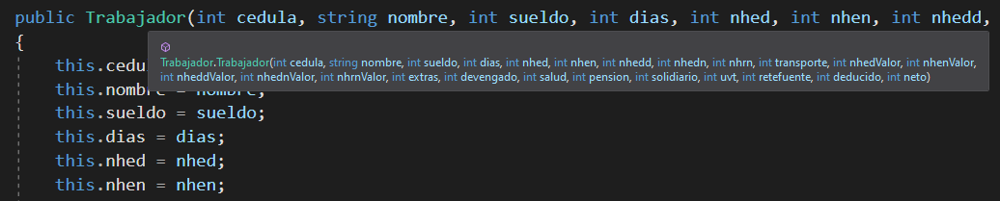 public Trabajador(int cedula, string nombre, int sueldo, int dias, int nhed, int nhen, int nhedd,
{
Trabajador.Trabajador(int cedula, string nombre, int sueldo, int dias, int nhed, int nhen, int nhedd, int nhedn, int nhrn, int transporte, int nhedValor, int nhenValor,
int nheddValor, int nhednValor, int nhrnValor, int extras, int devengado, int salud, int pension, int solidiario, int uvt, int retefuente, int deducido, int neto)
this.cedu
this.nombre = nombre;
this.sueldo = sueldo;
this.dias = dias;
this.nhed = nhed;
this.nhen = nhen;